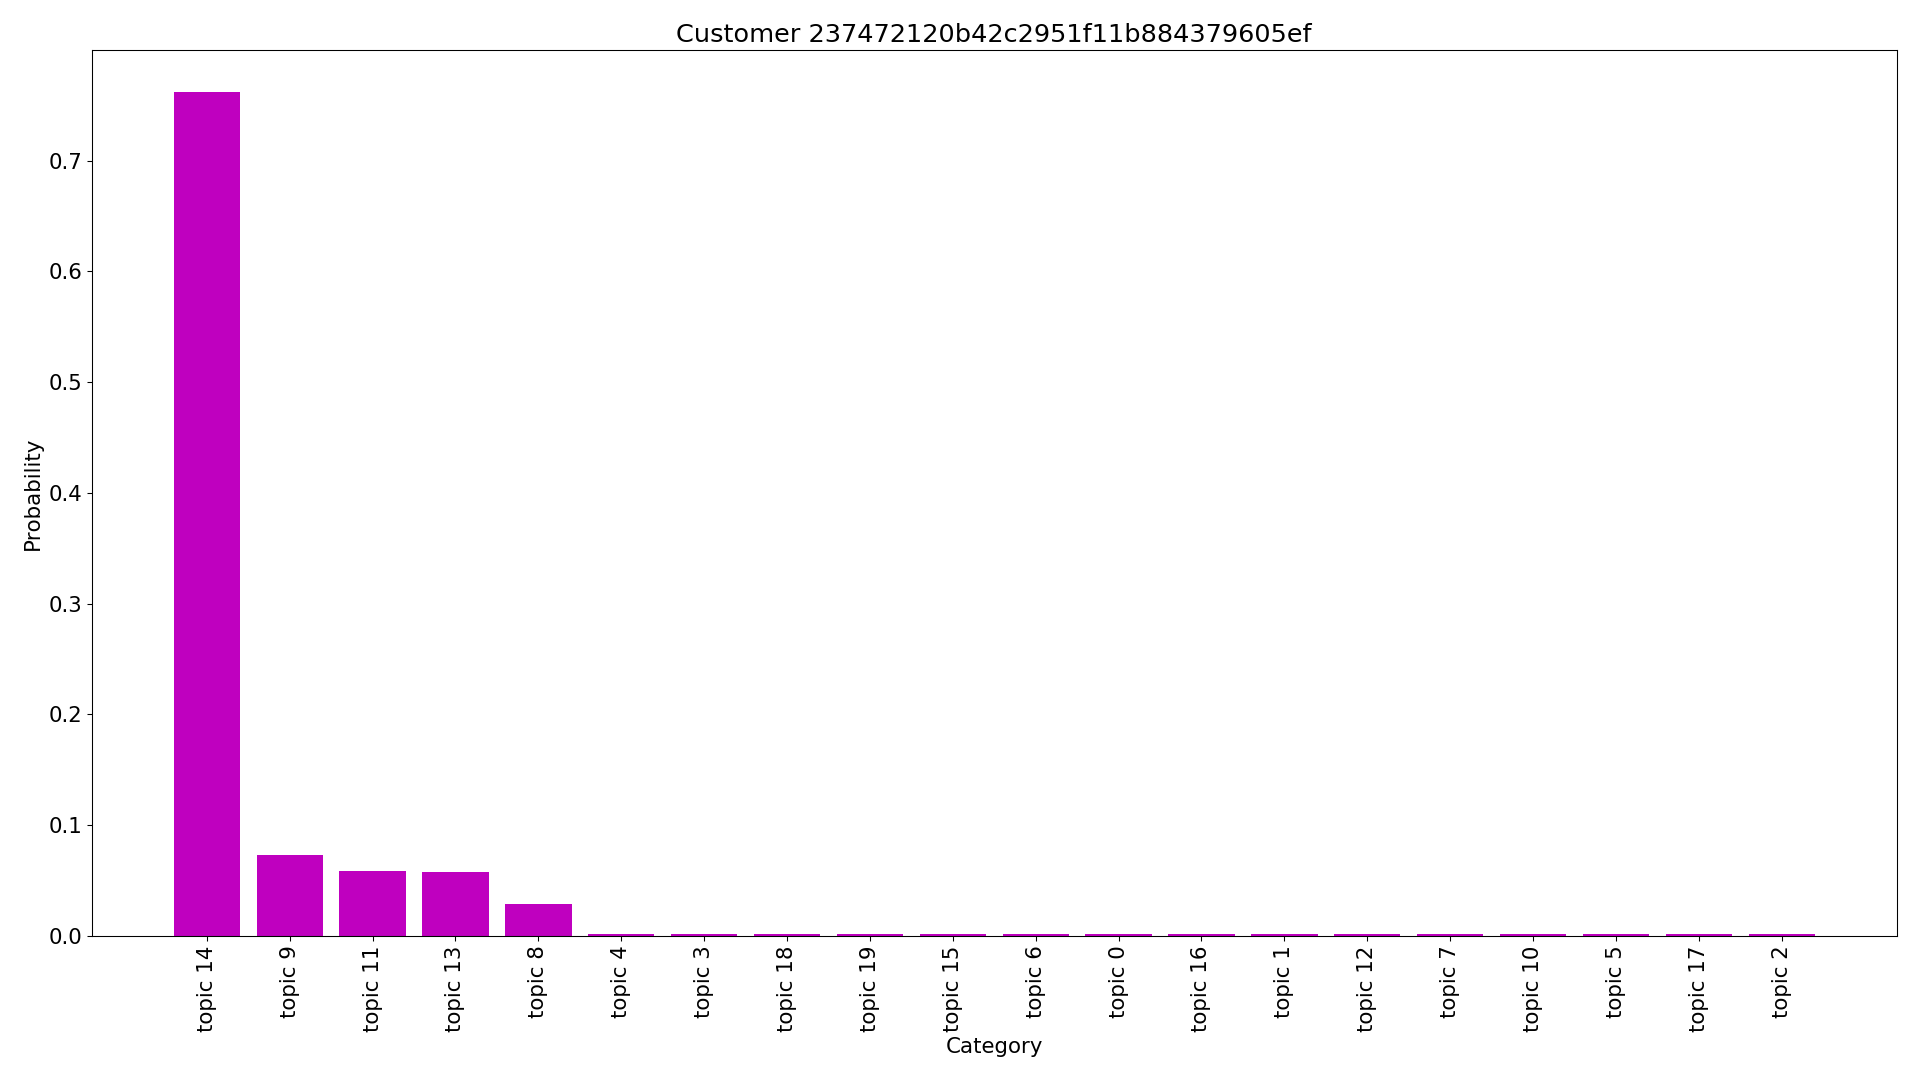 Customer 237472120b42c2951f11b884379605ef
Probability
0.7
0.6
0.5
0.4
0.3
0.2
0.1
0.0
topic 14
topic 9
topic 11
topic 13
topic 8
topic 4
topic 3
topic 18
topic 19
topic 15
topic 6
topic 0
topic 16
topic 1
topic 12
topic 7
topic 10
topic 5
topic 17
topic 2
Category